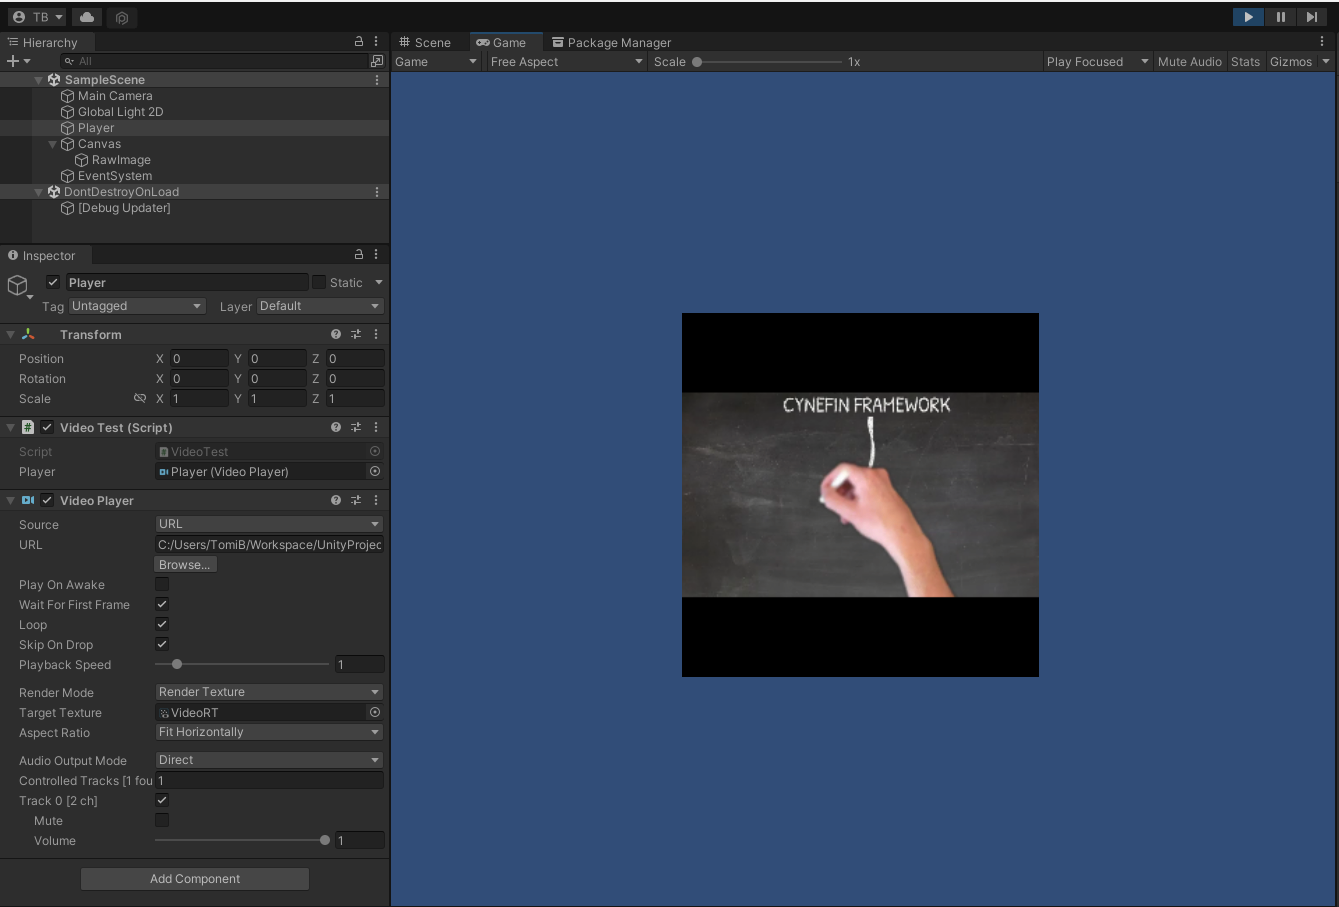 TB
Hierarchy
All
SampleScene
Main Camera
Global Light 2D
Player
Canvas
RawImage
EventSystem
DontDestroyOnLoad
[Debug Updater]
Inspector
Player
Static
Tag Untagged Layer Default
Transform
Position X 0 Y 0 Z 0
Rotation X 0 Y 0 Z 0
Scale X 1 Y 1 Z 1
# Video Test (Script)
Script VideoTest
Player Player (Video Player)
Video Player
Source URL
URL C:/Users/TomiB/Workspace/UnityProjec
Browse...
Play On Awake
Wait For First Frame
Loop
Skip On Drop
Playback Speed 1
Render Mode Render Texture
Target Texture VideoRT
Aspect Ratio Fit Horizontally
Audio Output Mode Direct
Controlled Tracks [1 fou 1
Track 0 [2 ch]
Mute
Volume 1
Add Component
Scene Game Package Manager
Game Free Aspect Scale 1x Play Focused Mute Audio Stats Gizmos
CYNEFIN FRAMEWORK